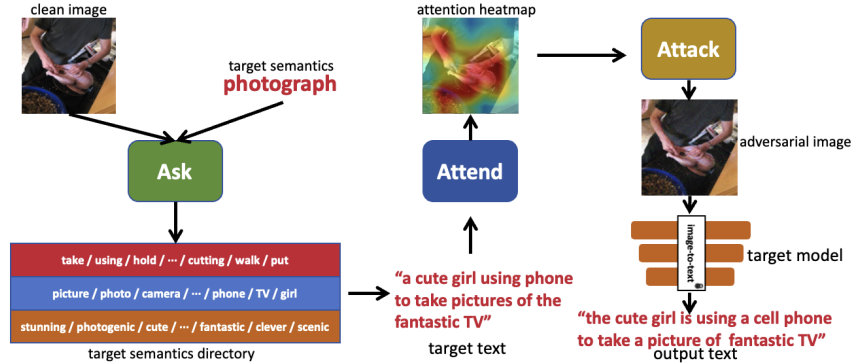 clean image
target semantics
photograph
Ask
take / using / hold / ··· / cutting / walk / put
picture / photo / camera / ··· / phone / TV / girl
stunning / photogenic / cute / ··· / fantastic / clever / scenic
target semantics directory
“a cute girl using phone
to take pictures of the
fantastic TV”
target text
attention heatmap
Attend
Attack
adversarial image
image-to-text
target model
“the cute girl is using a cell phone
to take a picture of fantastic TV”
output text